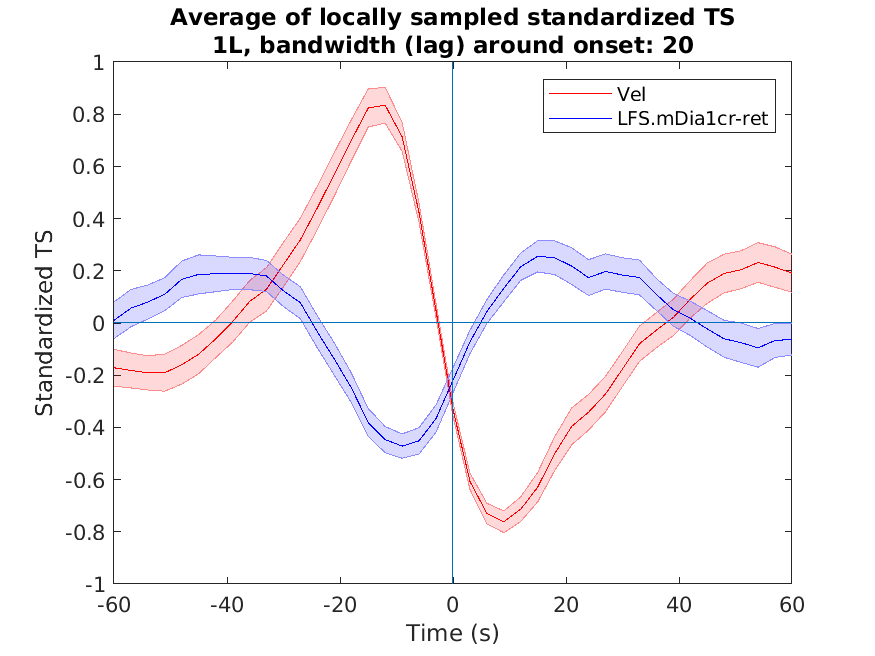 Average of locally sampled standardized TS
1L, bandwidth (lag) around onset: 20
Vel
LFS.mDia1cr-ret
Standardized TS
1
0.8
0.6
0.4
0.2
0
-0.2
-0.4
-0.6
-0.8
-1
-60 -40 -20 0 20 40 60
Time (s)